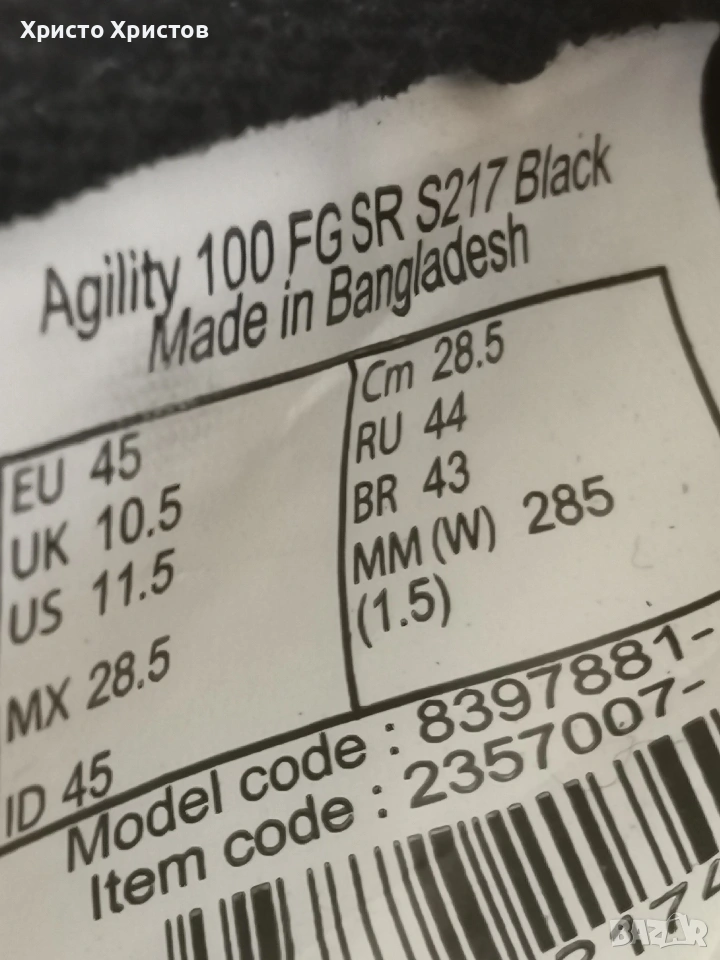 Христо Христов
Agility 100 FG SR S217 Black
Made in Bangladesh
EU 45
UK 10.5
US 11.5
MX 28.5
ID 45
Cm 28.5
RU 44
BR 43
MM (W) 285
(1.5)
Model code : 8397881-
Item code : 2357007-
BAZAR